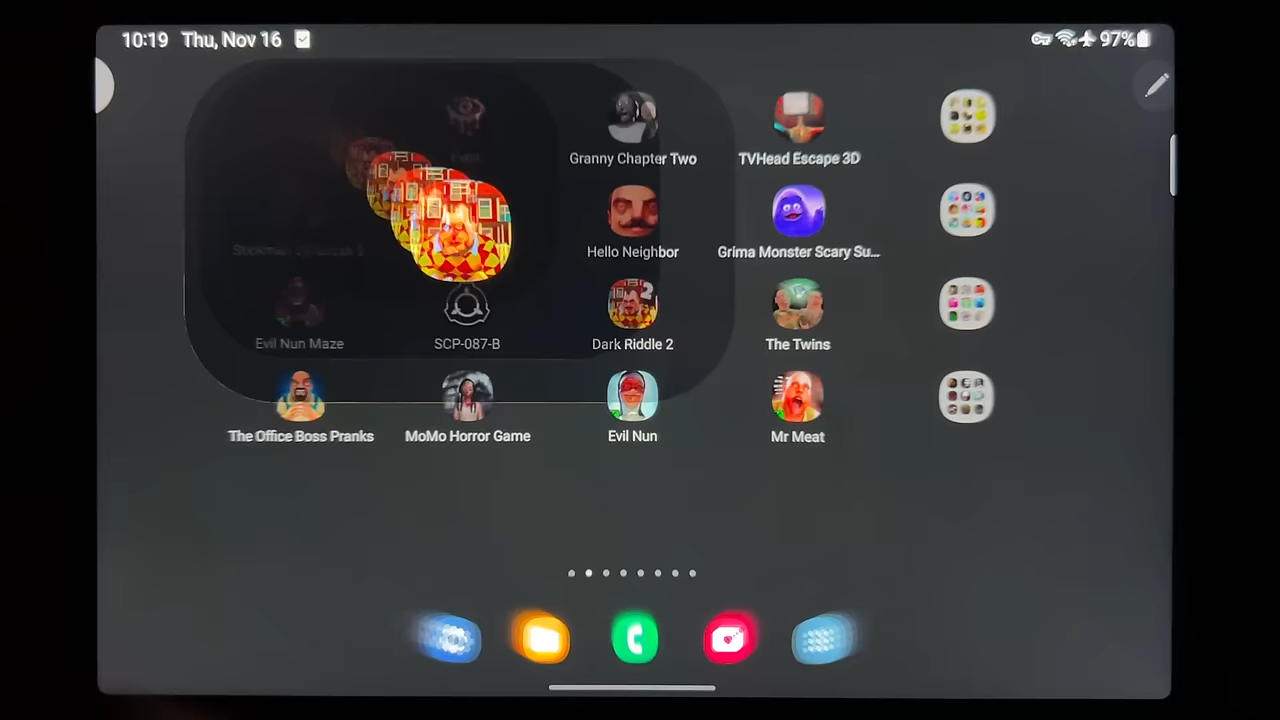 10:19 Thu, Nov 16
97%
Granny Chapter Two
TVHead Escape 3D
Hello Neighbor
Grima Monster Scary Su...
Evil Nun Maze
SCP-087-B
2
Dark Riddle 2
The Twins
The Office Boss Pranks
MoMo Horror Game
Evil Nun
Mr Meat